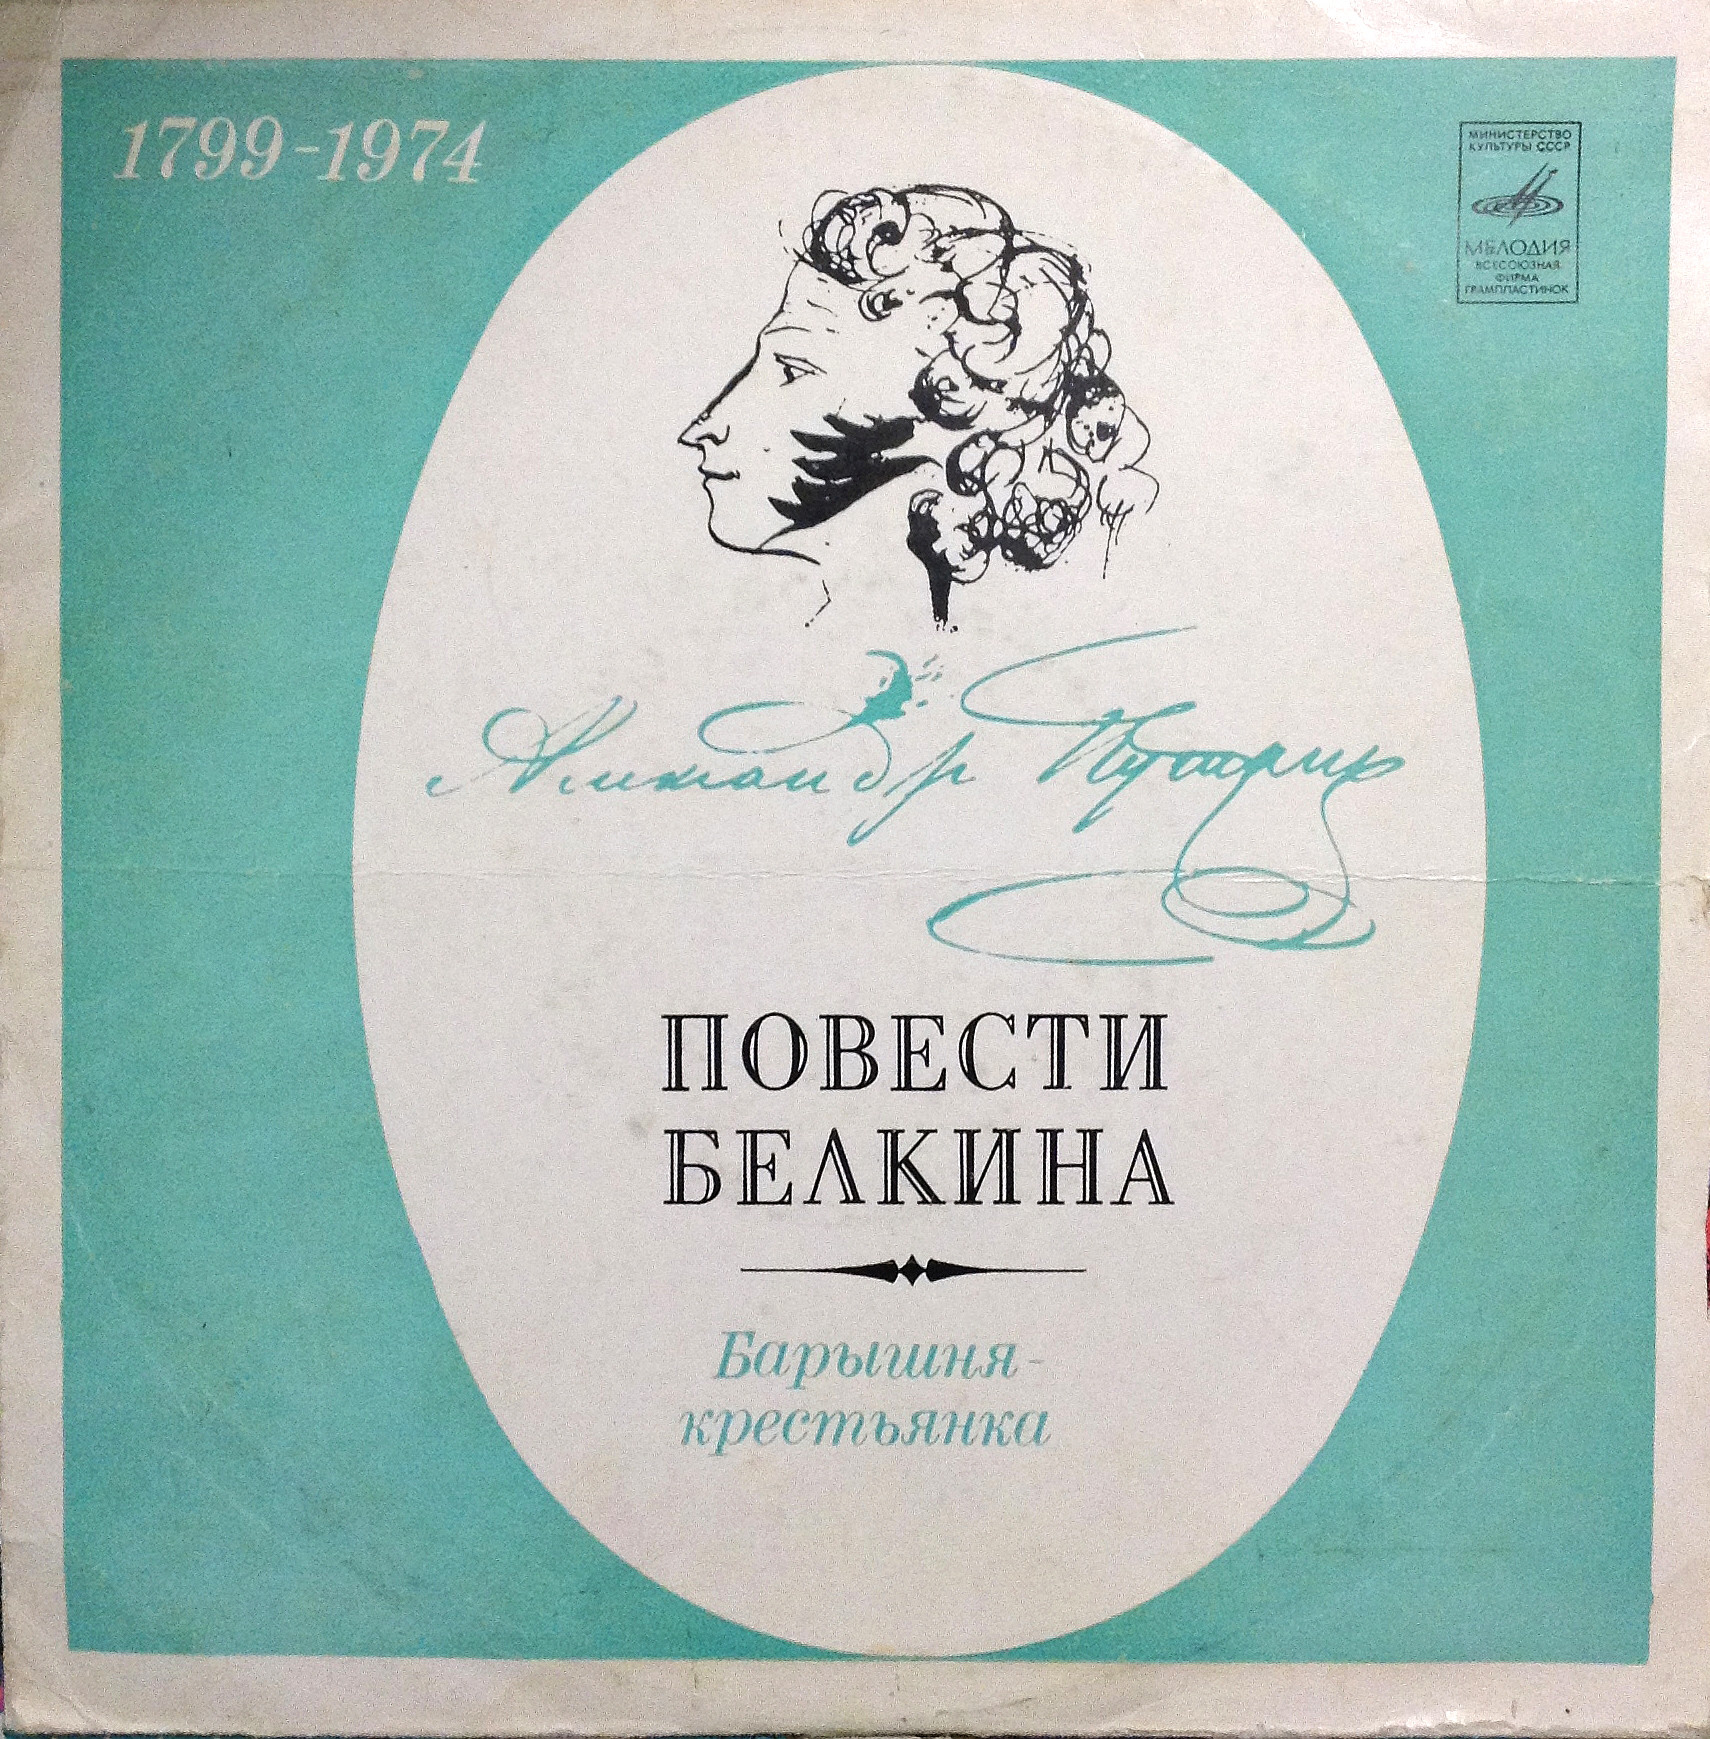 1799-1974
МИНИСТЕРСТВО
КУЛЬТУРЫ СССР
МЕЛОДИЯ
ВСЕСОЮЗНАЯ
ФИРМА
ГРАМПЛАСТИНОК
Александр Пушкин
ПОВЕСТИ
БЕЛКИНА
Барышня-
крестьянка